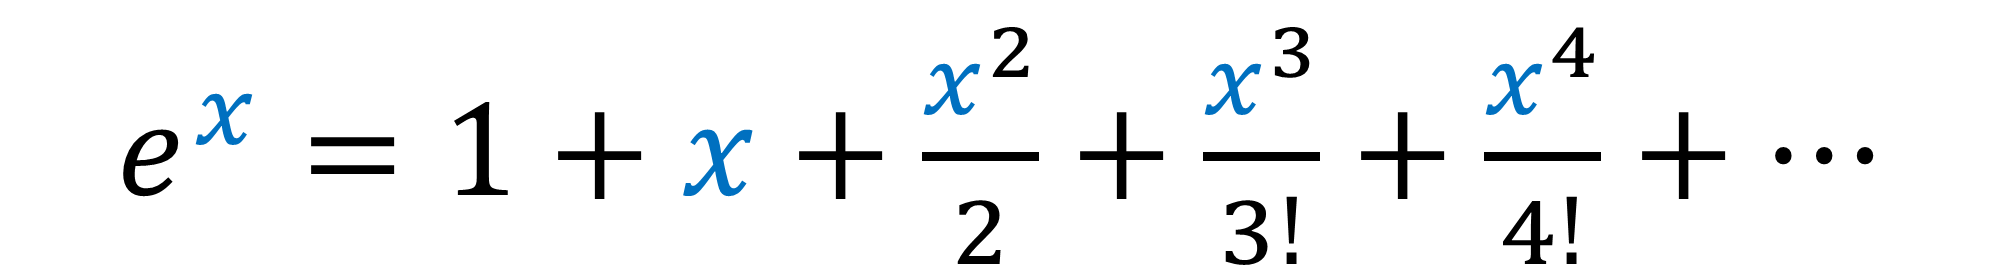 e^x = 1 + x + x^2/2 + x^3/3! + x^4/4! + ⋯